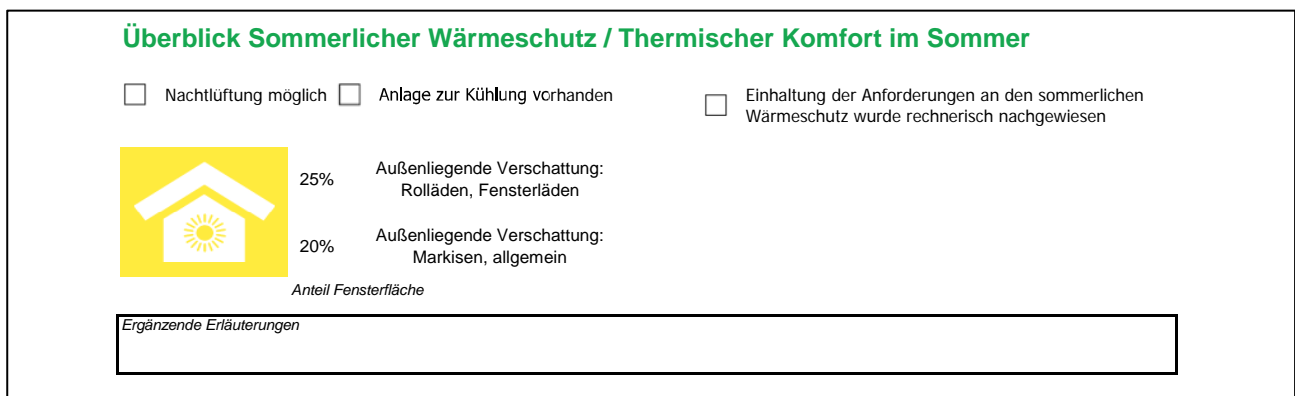 Überblick Sommerlicher Wärmeschutz / Thermischer Komfort im Sommer
Nachtlüftung möglich
Anlage zur Kühlung vorhanden
Einhaltung der Anforderungen an den sommerlichen
Wärmeschutz wurde rechnerisch nachgewiesen
25%
Außenliegende Verschattung:
Rolläden, Fensterläden
20%
Außenliegende Verschattung:
Markisen, allgemein
Anteil Fensterfläche
Ergänzende Erläuterungen